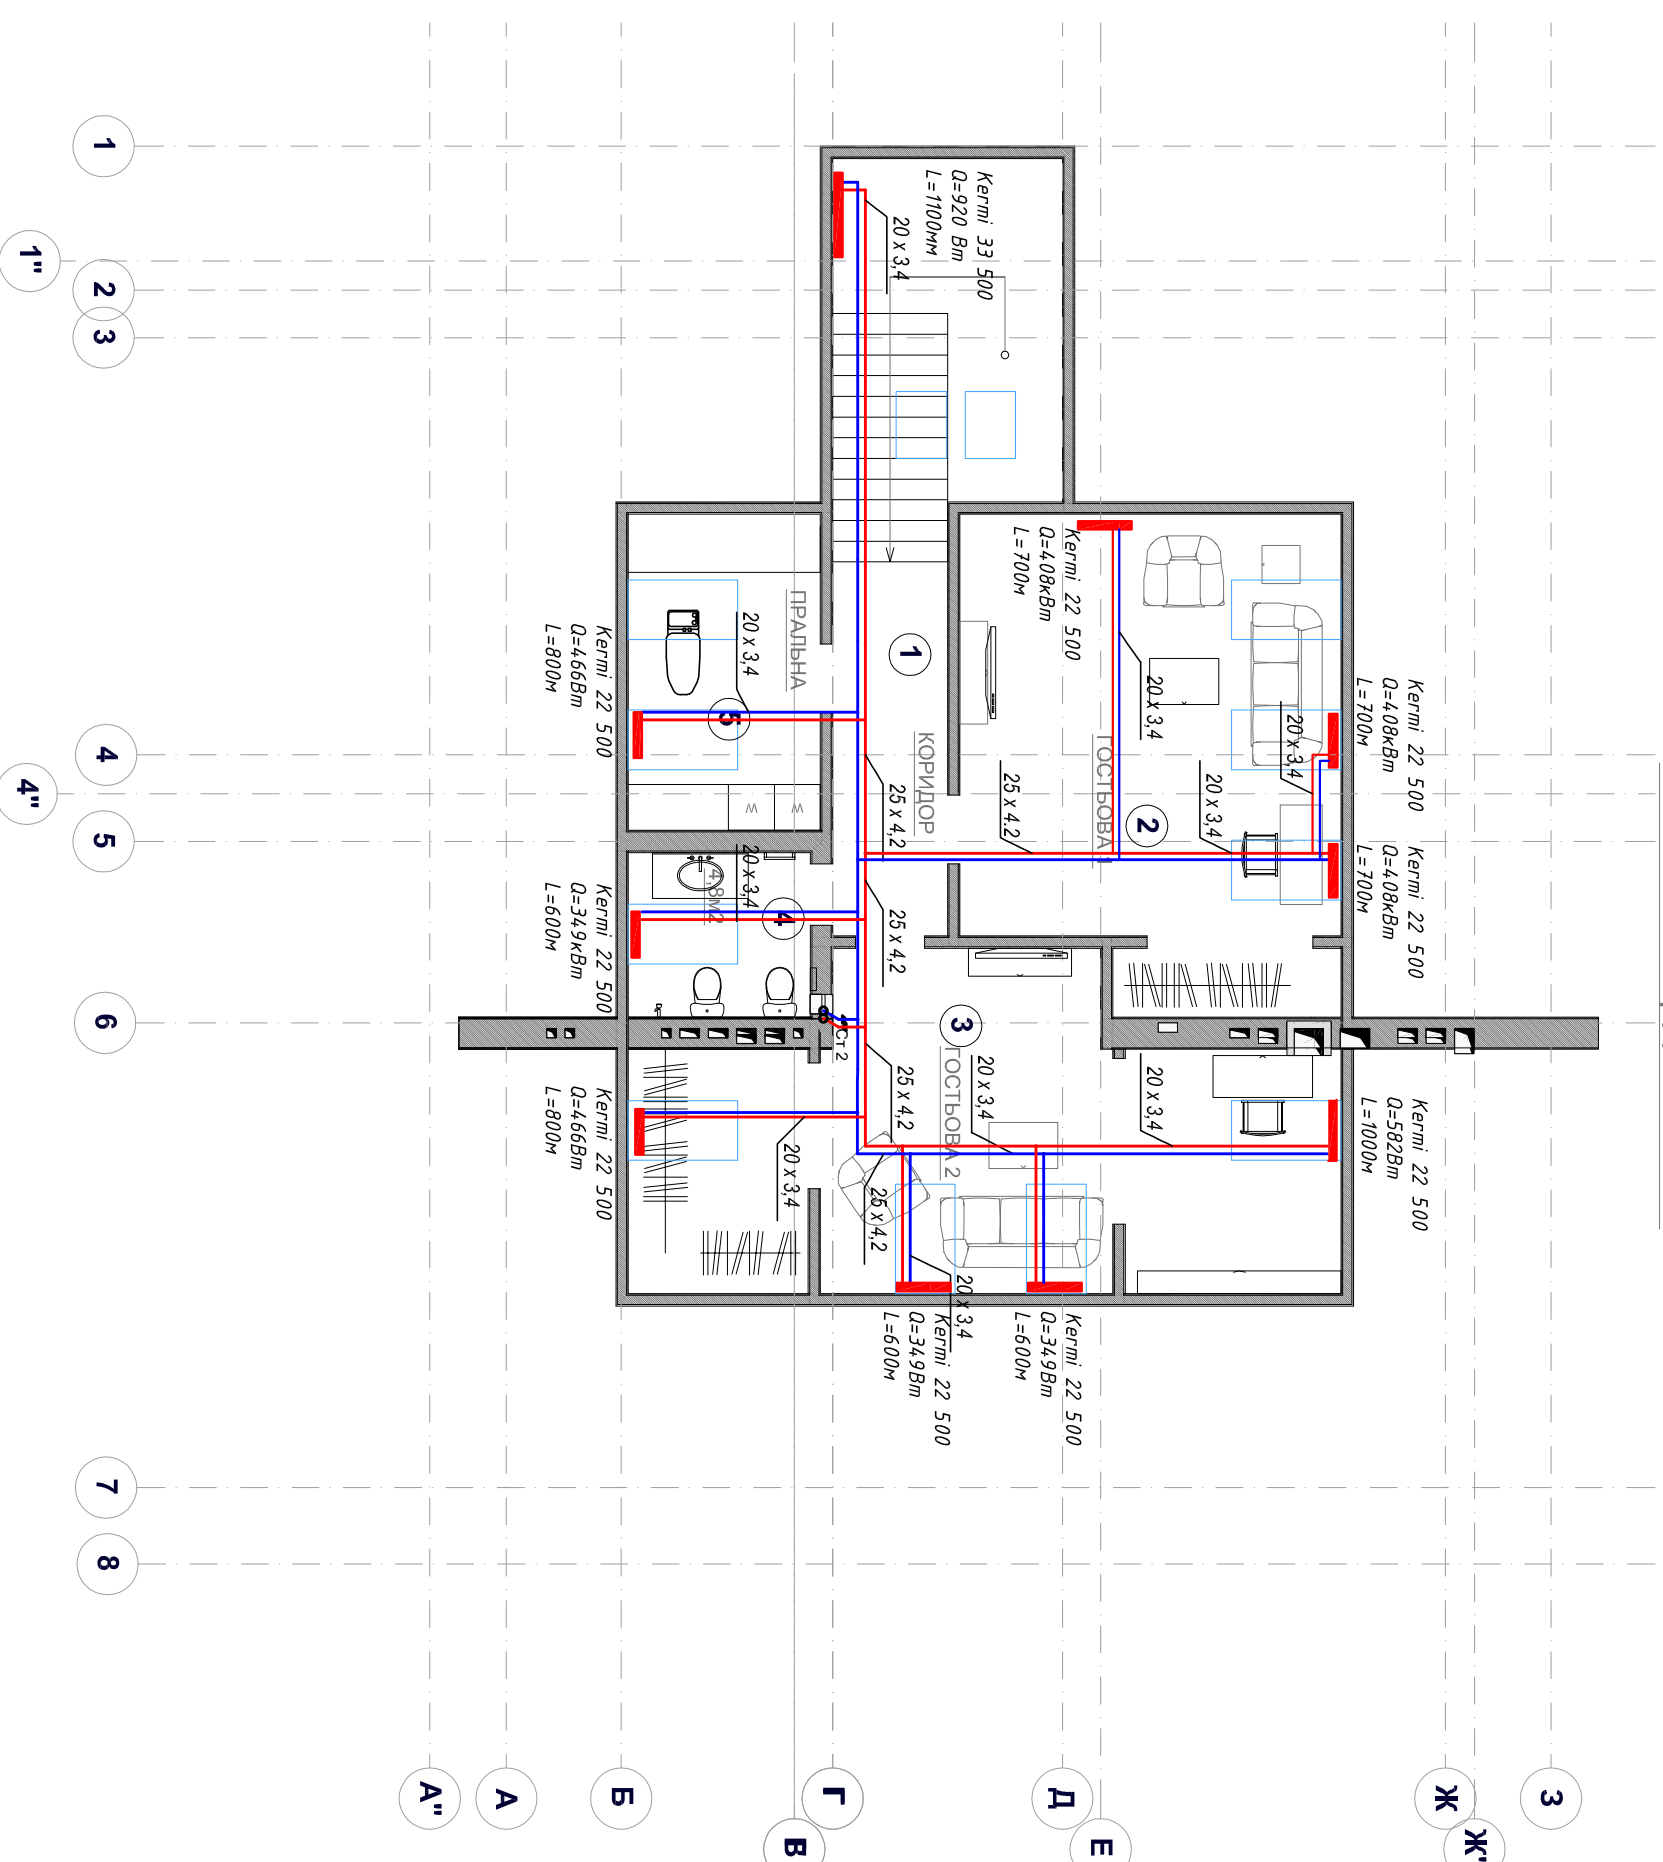 1
1"
2
3
4
4"
5
6
7
8
А"
А
Б
В
Г
Д
Е
Ж
Ж'
З
Kermi 33 500
Q=920 Вт
L=1100мм
20 x 3,4
Kermi 22 500
Q=408кВт
L=700м
20 x 3,4
Kermi 22 500
Q=408кВт
L=700м
20 x 3,4
Kermi 22 500
Q=408кВт
L=700м
20 x 3,4
25 x 4.2
ГОСТЬОВА 1
2
КОРИДОР
1
25 x 4,2
25 x 4,2
ПРАЛЬНА
20 x 3,4
5
Kermi 22 500
Q=466Вт
L=800м
20 x 3,4
4,8м2
4
Kermi 22 500
Q=349кВт
L=600м
Ст 2
3
ГОСТЬОВА 2
25 x 4,2
20 x 3,4
20 x 3,4
Kermi 22 500
Q=582Вт
L=1000м
Kermi 22 500
Q=466Вт
L=800м
20 x 3,4
25 x 4,2
20 x 3,4
Kermi 22 500
Q=349Вт
L=600м
Kermi 22 500
Q=349Вт
L=600м